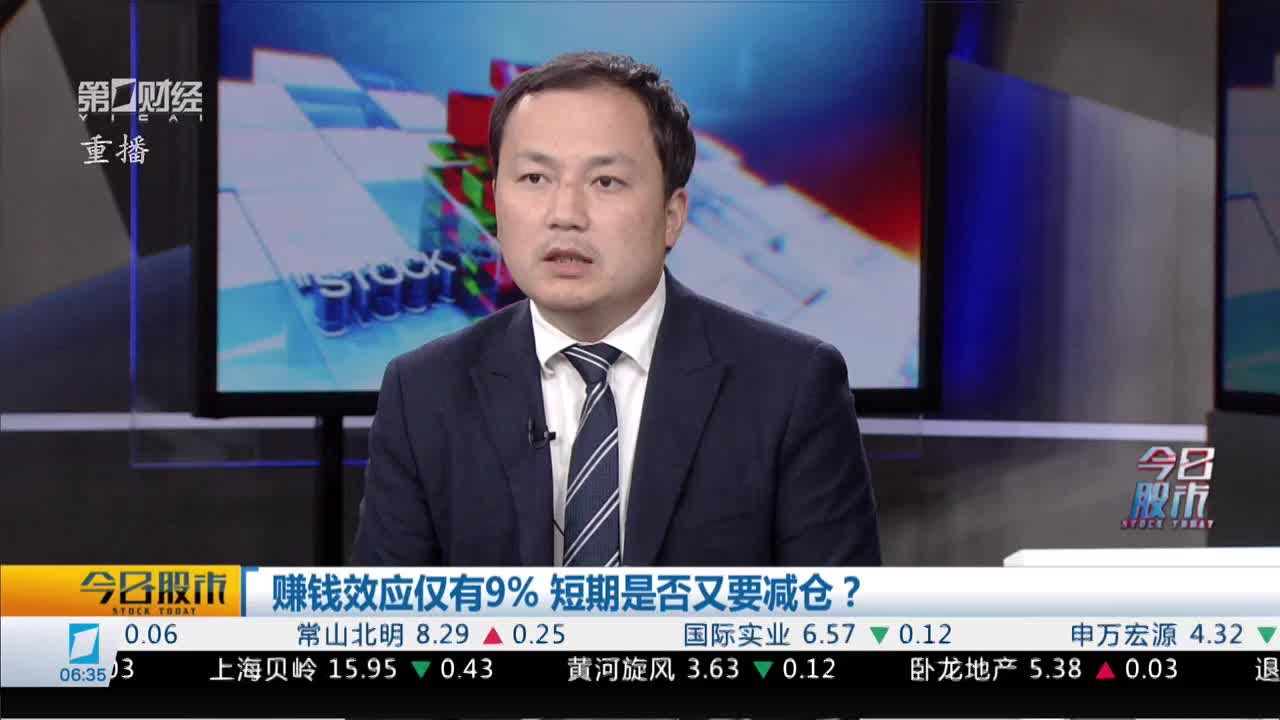 第一财经
YICAI
重播
"STOCK TO
今日
股市
STOCK TODAY
今日股市
STOCK TODAY
赚钱效应仅有9% 短期是否又要减仓？
0.06 常山北明 8.29 ▲ 0.25 国际实业 6.57 ▼ 0.12 申万宏源 4.32 ▼
06:35
03 上海贝岭 15.95 ▼ 0.43 黄河旋风 3.63 ▼ 0.12 卧龙地产 5.38 ▲ 0.03 退